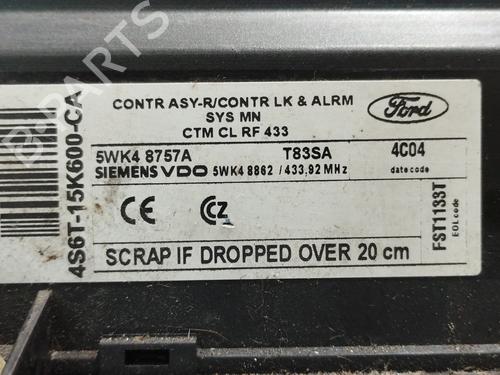 CONTR ASY-R/CONTR LK & ALRM
SYS MN
CTM CL RF 433
Ford
5WK4 8757A T83SA 4C04
SIEMENS VDO 5WK4 8862 / 433,92 MHz date code
CE CZ
SCRAP IF DROPPED OVER 20 cm
4S6T-15K600-CA
FST1133T
EOL code
B-PARTS